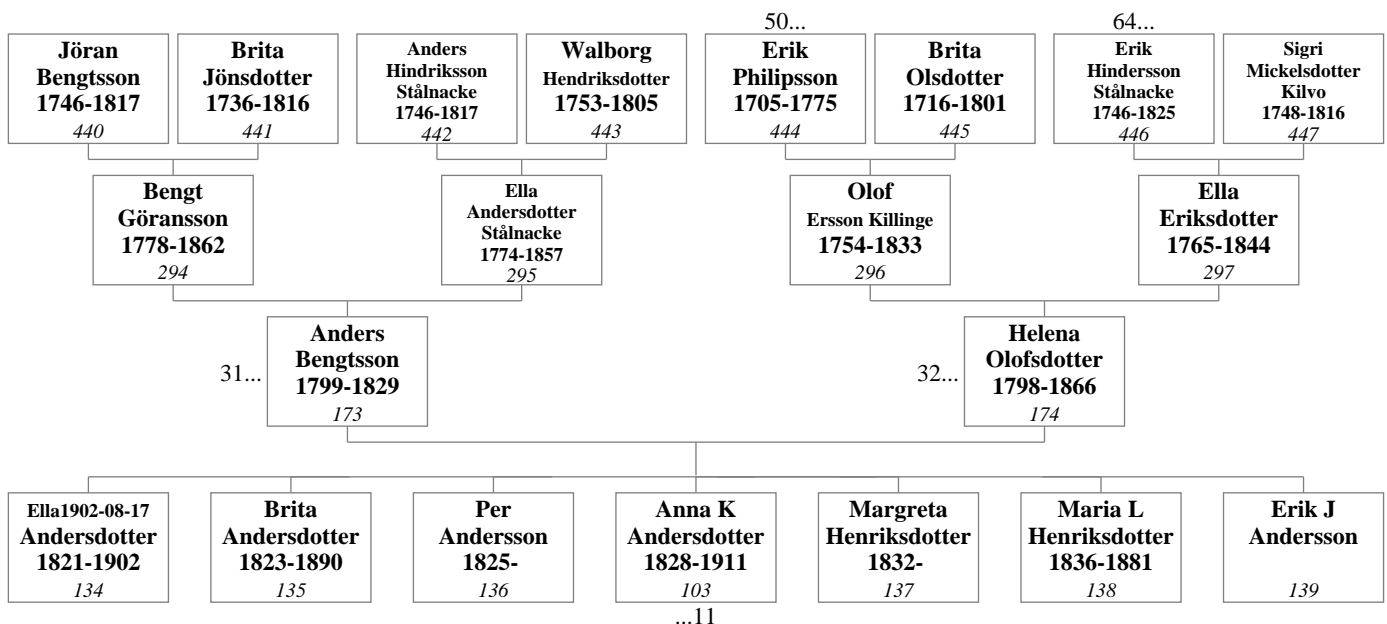 50...
64...
Jöran
Bengtsson
1746-1817
440
Brita
Jönsdotter
1736-1816
441
Anders
Hindriksson
Stålnacke
1746-1817
442
Walborg
Hendriksdotter
1753-1805
443
Erik
Philipsson
1705-1775
444
Brita
Olsdotter
1716-1801
445
Erik
Hindersson
Stålnacke
1746-1825
446
Sigri
Mickelsdotter
Kilvo
1748-1816
447
Bengt
Göransson
1778-1862
294
Ella
Andersdotter
Stålnacke
1774-1857
295
Olof
Ersson Killinge
1754-1833
296
Ella
Eriksdotter
1765-1844
297
31...
Anders
Bengtsson
1799-1829
173
32...
Helena
Olofsdotter
1798-1866
174
Ella1902-08-17
Andersdotter
1821-1902
134
Brita
Andersdotter
1823-1890
135
Per
Andersson
1825-
136
Anna K
Andersdotter
1828-1911
103
Margreta
Henriksdotter
1832-
137
Maria L
Henriksdotter
1836-1881
138
Erik J
Andersson
139
...11